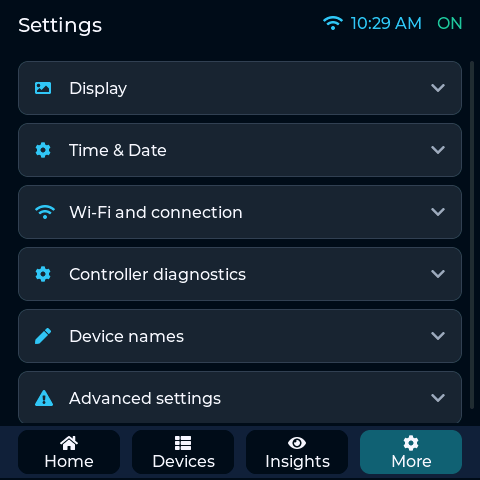 Settings
10:29 AM ON
Display
Time & Date
Wi-Fi and connection
Controller diagnostics
Device names
Advanced settings
Home Devices Insights More